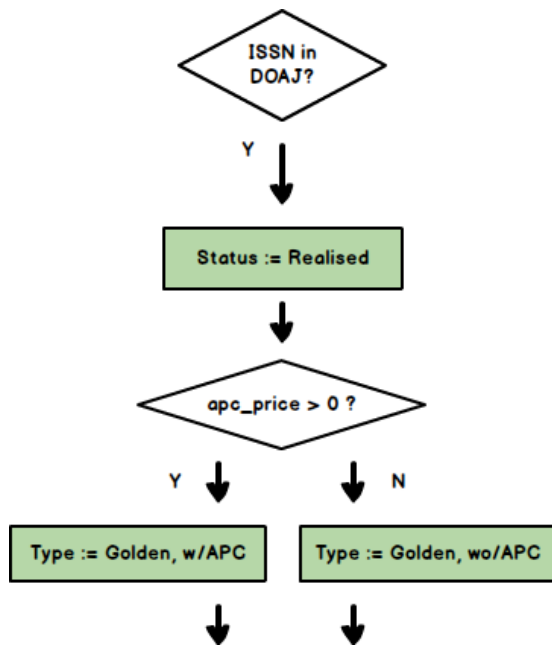 ISSN in
DOAJ?
Y
Status := Realised
apc_price > 0 ?
Y
N
Type := Golden, w/APC
Type := Golden, wo/APC